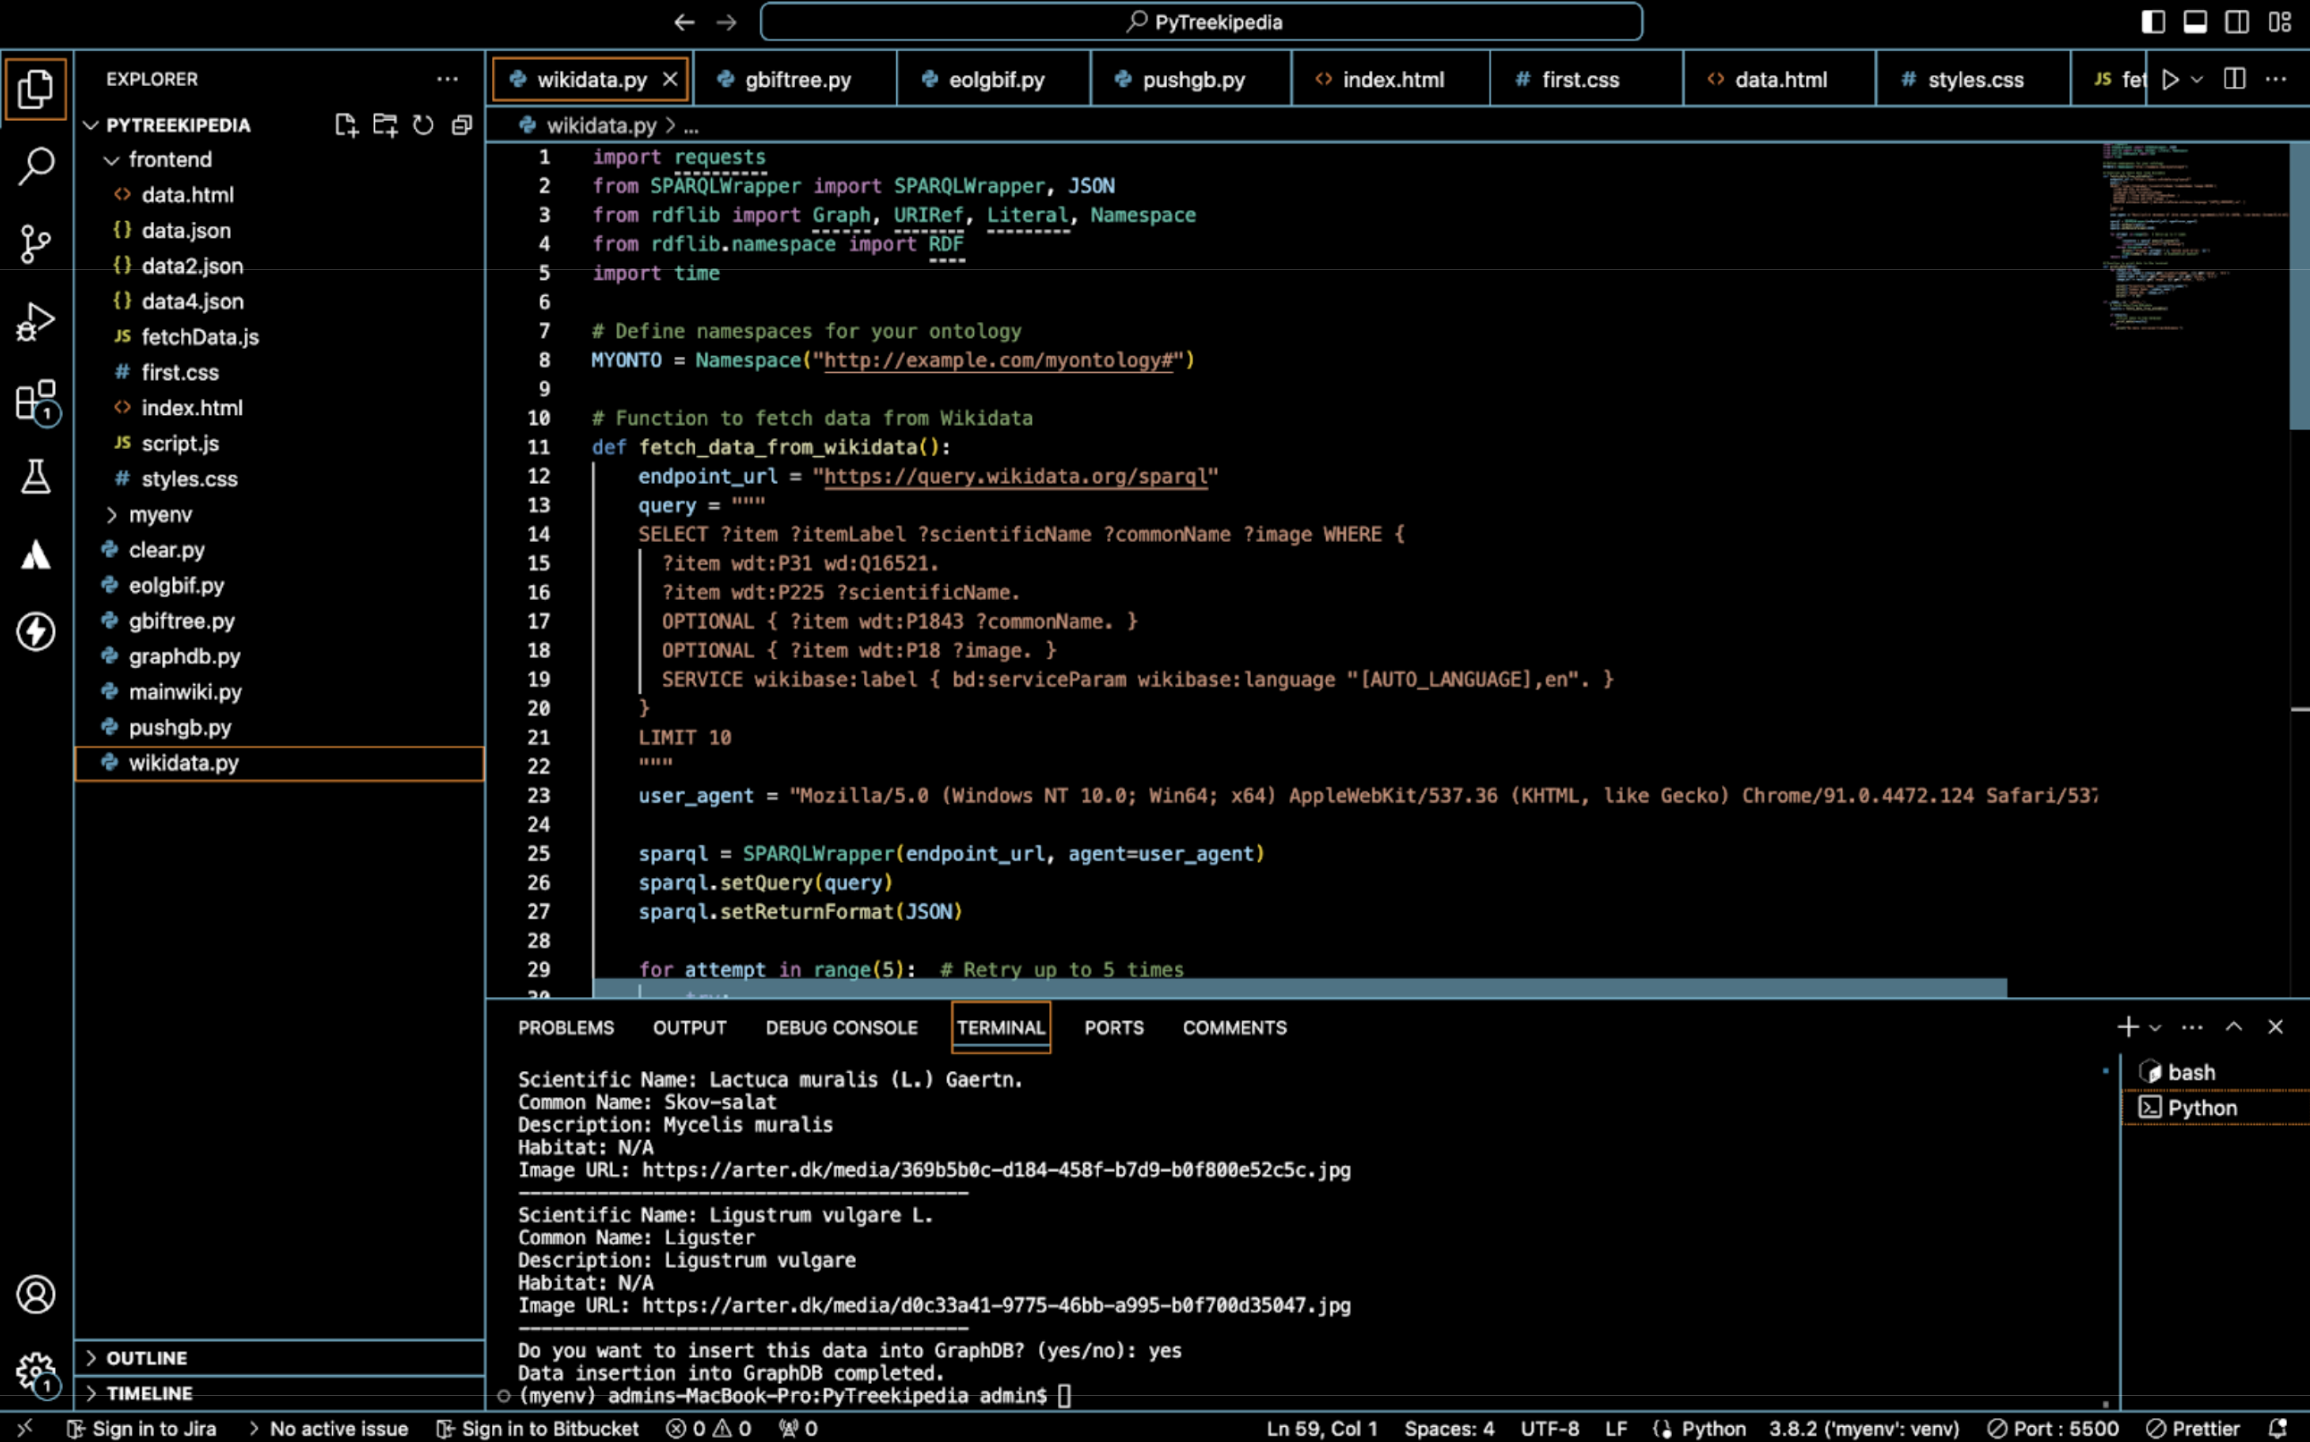 PyTreekipedia
EXPLORER
PYTREEKIPEDIA
frontend
data.html
data.json
data2.json
data4.json
fetchData.js
first.css
index.html
script.js
styles.css
myenv
clear.py
eolgbif.py
gbiftree.py
graphdb.py
mainwiki.py
pushgb.py
wikidata.py
OUTLINE
TIMELINE
wikidata.py gbiftree.py eolgbif.py pushgb.py index.html first.css data.html styles.css JS fet
wikidata.py > ...
1 import requests
2 from SPARQLWrapper import SPARQLWrapper, JSON
3 from rdflib import Graph, URIRef, Literal, Namespace
4 from rdflib.namespace import RDF
5 import time
6
7 # Define namespaces for your ontology
8 MYONTO = Namespace("http://example.com/myontology#")
9
10 # Function to fetch data from Wikidata
11 def fetch_data_from_wikidata():
12 endpoint_url = "https://query.wikidata.org/sparql"
13 query = """
14 SELECT ?item ?itemLabel ?scientificName ?commonName ?image WHERE {
15 ?item wdt:P31 wd:Q16521.
16 ?item wdt:P225 ?scientificName.
17 OPTIONAL { ?item wdt:P1843 ?commonName. }
18 OPTIONAL { ?item wdt:P18 ?image. }
19 SERVICE wikibase:label { bd:serviceParam wikibase:language "[AUTO_LANGUAGE],en". }
20 }
21 LIMIT 10
22 """
23 user_agent = "Mozilla/5.0 (Windows NT 10.0; Win64; x64) AppleWebKit/537.36 (KHTML, like Gecko) Chrome/91.0.4472.124 Safari/537
24
25 sparql = SPARQLWrapper(endpoint_url, agent=user_agent)
26 sparql.setQuery(query)
27 sparql.setReturnFormat(JSON)
28
29 for attempt in range(5): # Retry up to 5 times
30 try:
PROBLEMS OUTPUT DEBUG CONSOLE TERMINAL PORTS COMMENTS
Scientific Name: Lactuca muralis (L.) Gaertn.
Common Name: Skov-salat
Description: Mycelis muralis
Habitat: N/A
Image URL: https://arter.dk/media/369b5b0c-d184-458f-b7d9-b0f800e52c5c.jpg
----------------------------------------
Scientific Name: Ligustrum vulgare L.
Common Name: Liguster
Description: Ligustrum vulgare
Habitat: N/A
Image URL: https://arter.dk/media/d0c33a41-9775-46bb-a995-b0f700d35047.jpg
----------------------------------------
Do you want to insert this data into GraphDB? (yes/no): yes
Data insertion into GraphDB completed.
(myenv) admins-MacBook-Pro:PyTreekipedia admin$
bash
Python
Sign in to Jira No active issue Sign in to Bitbucket 0 0 0 Ln 59, Col 1 Spaces: 4 UTF-8 LF Python 3.8.2 ('myenv': venv) Port : 5500 Prettier